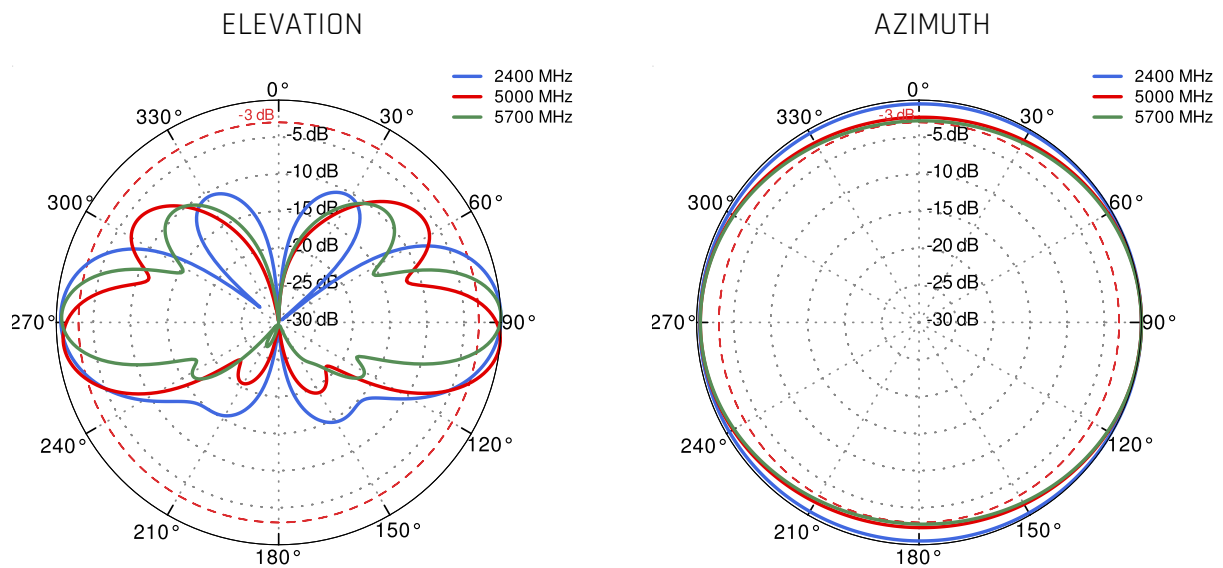 ELEVATION
AZIMUTH
2400 MHz
5000 MHz
5700 MHz
0°
30°
60°
90°
120°
150°
180°
210°
240°
270°
300°
330°
-3 dB
-5 dB
-10 dB
-15 dB
-20 dB
-25 dB
-30 dB
2400 MHz
5000 MHz
5700 MHz
0°
30°
60°
90°
120°
150°
180°
210°
240°
270°
300°
330°
-3 dB
-5 dB
-10 dB
-15 dB
-20 dB
-25 dB
-30 dB